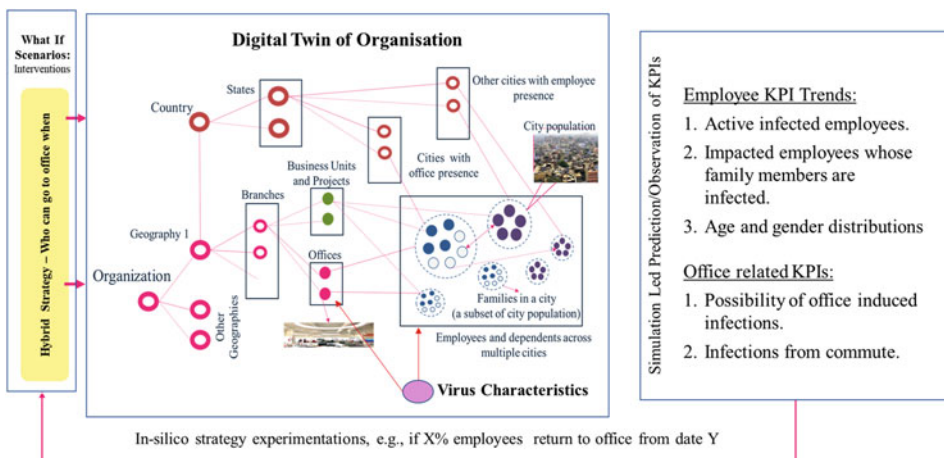 What If
Scenarios:
Interventions
Hybrid Strategy – Who can go to office when
Digital Twin of Organisation
States
Country
Other cities with employee
presence
City population
Cities with
office presence
Business Units
and Projects
Branches
Geography 1
Organization
Offices
Other
Geographies
Families in a city
(a subset of city population)
Employees and dependents across
multiple cities
Virus Characteristics
Simulation Led Prediction/Observation of KPIs
Employee KPI Trends:
1. Active infected employees.
2. Impacted employees whose
family members are
infected.
3. Age and gender distributions
Office related KPIs:
1. Possibility of office induced
infections.
2. Infections from commute.
In-silico strategy experimentations, e.g., if X% employees return to office from date Y